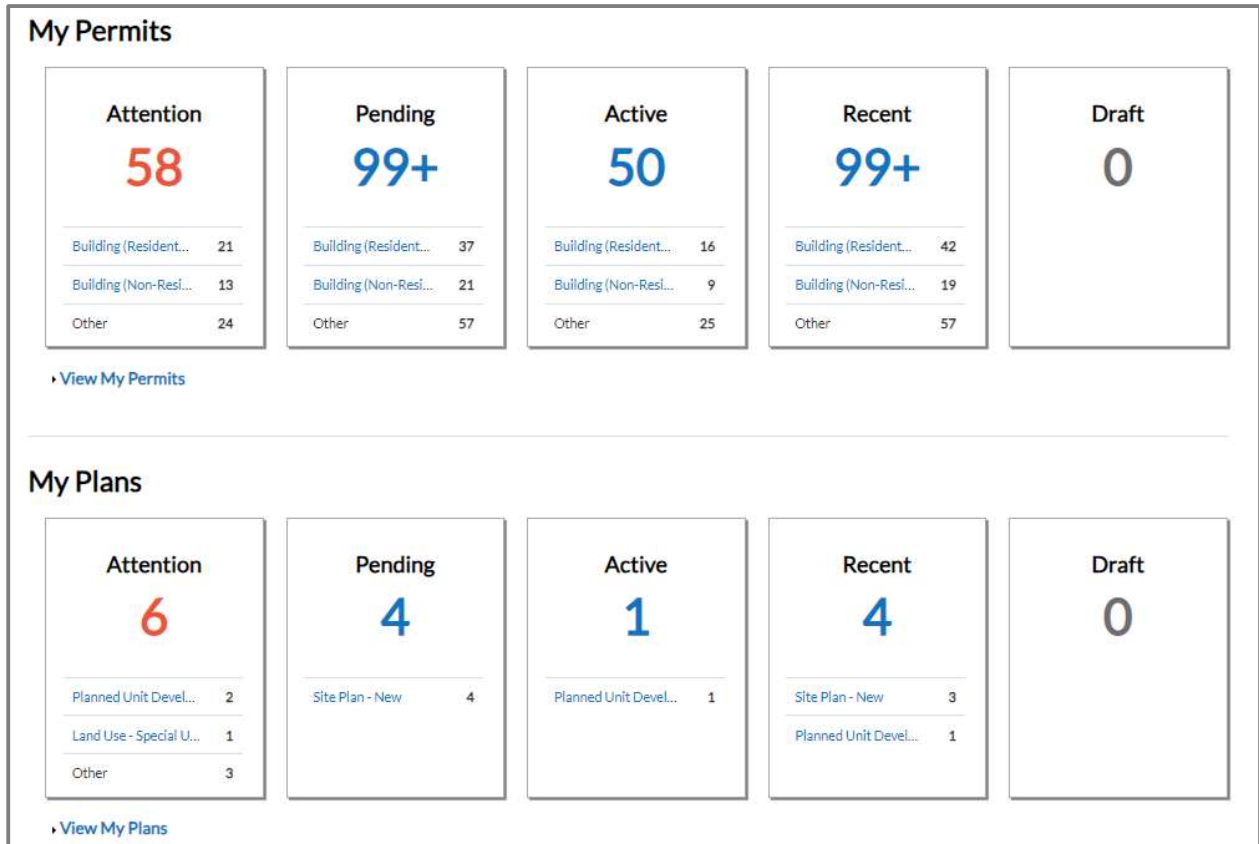 My Permits
Attention Pending Active Recent Draft
58 99+ 50 99+ 0
Building (Resident... 21 Building (Resident... 37 Building (Resident... 16 Building (Resident... 42
Building (Non-Resi... 13 Building (Non-Resi... 21 Building (Non-Resi... 9 Building (Non-Resi... 19
Other 24 Other 57 Other 25 Other 57
View My Permits
My Plans
Attention Pending Active Recent Draft
6 4 1 4 0
Planned Unit Devel... 2 Site Plan - New 4 Planned Unit Devel... 1 Site Plan - New 3
Land Use - Special U... 1 Planned Unit Devel... 1
Other 3
View My Plans